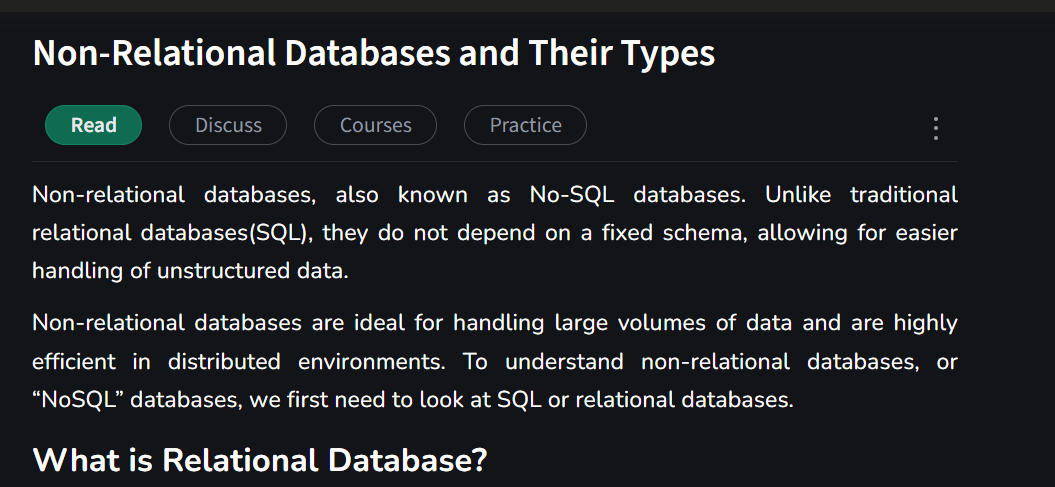 Non-Relational Databases and Their Types
Read Discuss Courses Practice
Non-relational databases, also known as No-SQL databases. Unlike traditional
relational databases(SQL), they do not depend on a fixed schema, allowing for easier
handling of unstructured data.
Non-relational databases are ideal for handling large volumes of data and are highly
efficient in distributed environments. To understand non-relational databases, or
“NoSQL” databases, we first need to look at SQL or relational databases.
What is Relational Database?